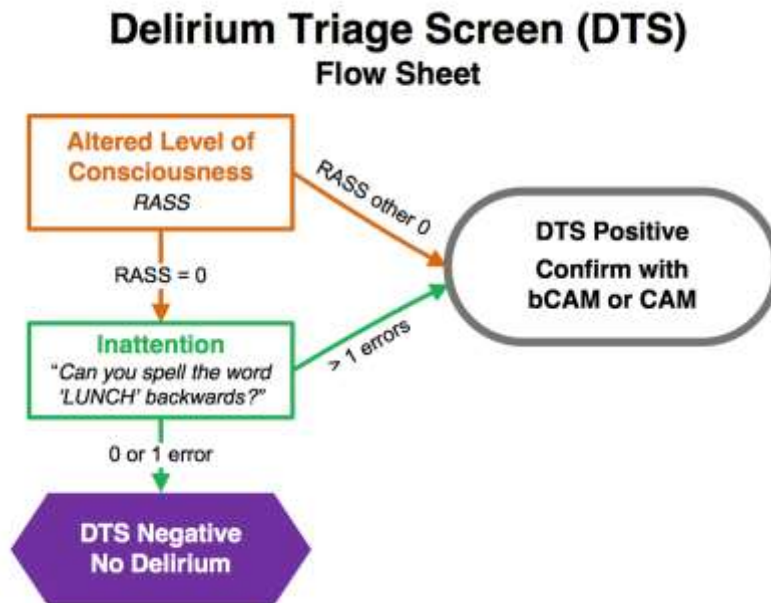 Delirium Triage Screen (DTS)
Flow Sheet
Altered Level of
Consciousness
RASS
RASS other 0
DTS Positive
Confirm with
bCAM or CAM
RASS = 0
Inattention
“Can you spell the word
‘LUNCH’ backwards?”
> 1 errors
0 or 1 error
DTS Negative
No Delirium